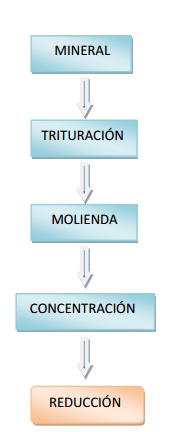 MINERAL
TRITURACIÓN
MOLIENDA
CONCENTRACIÓN
REDUCCIÓN